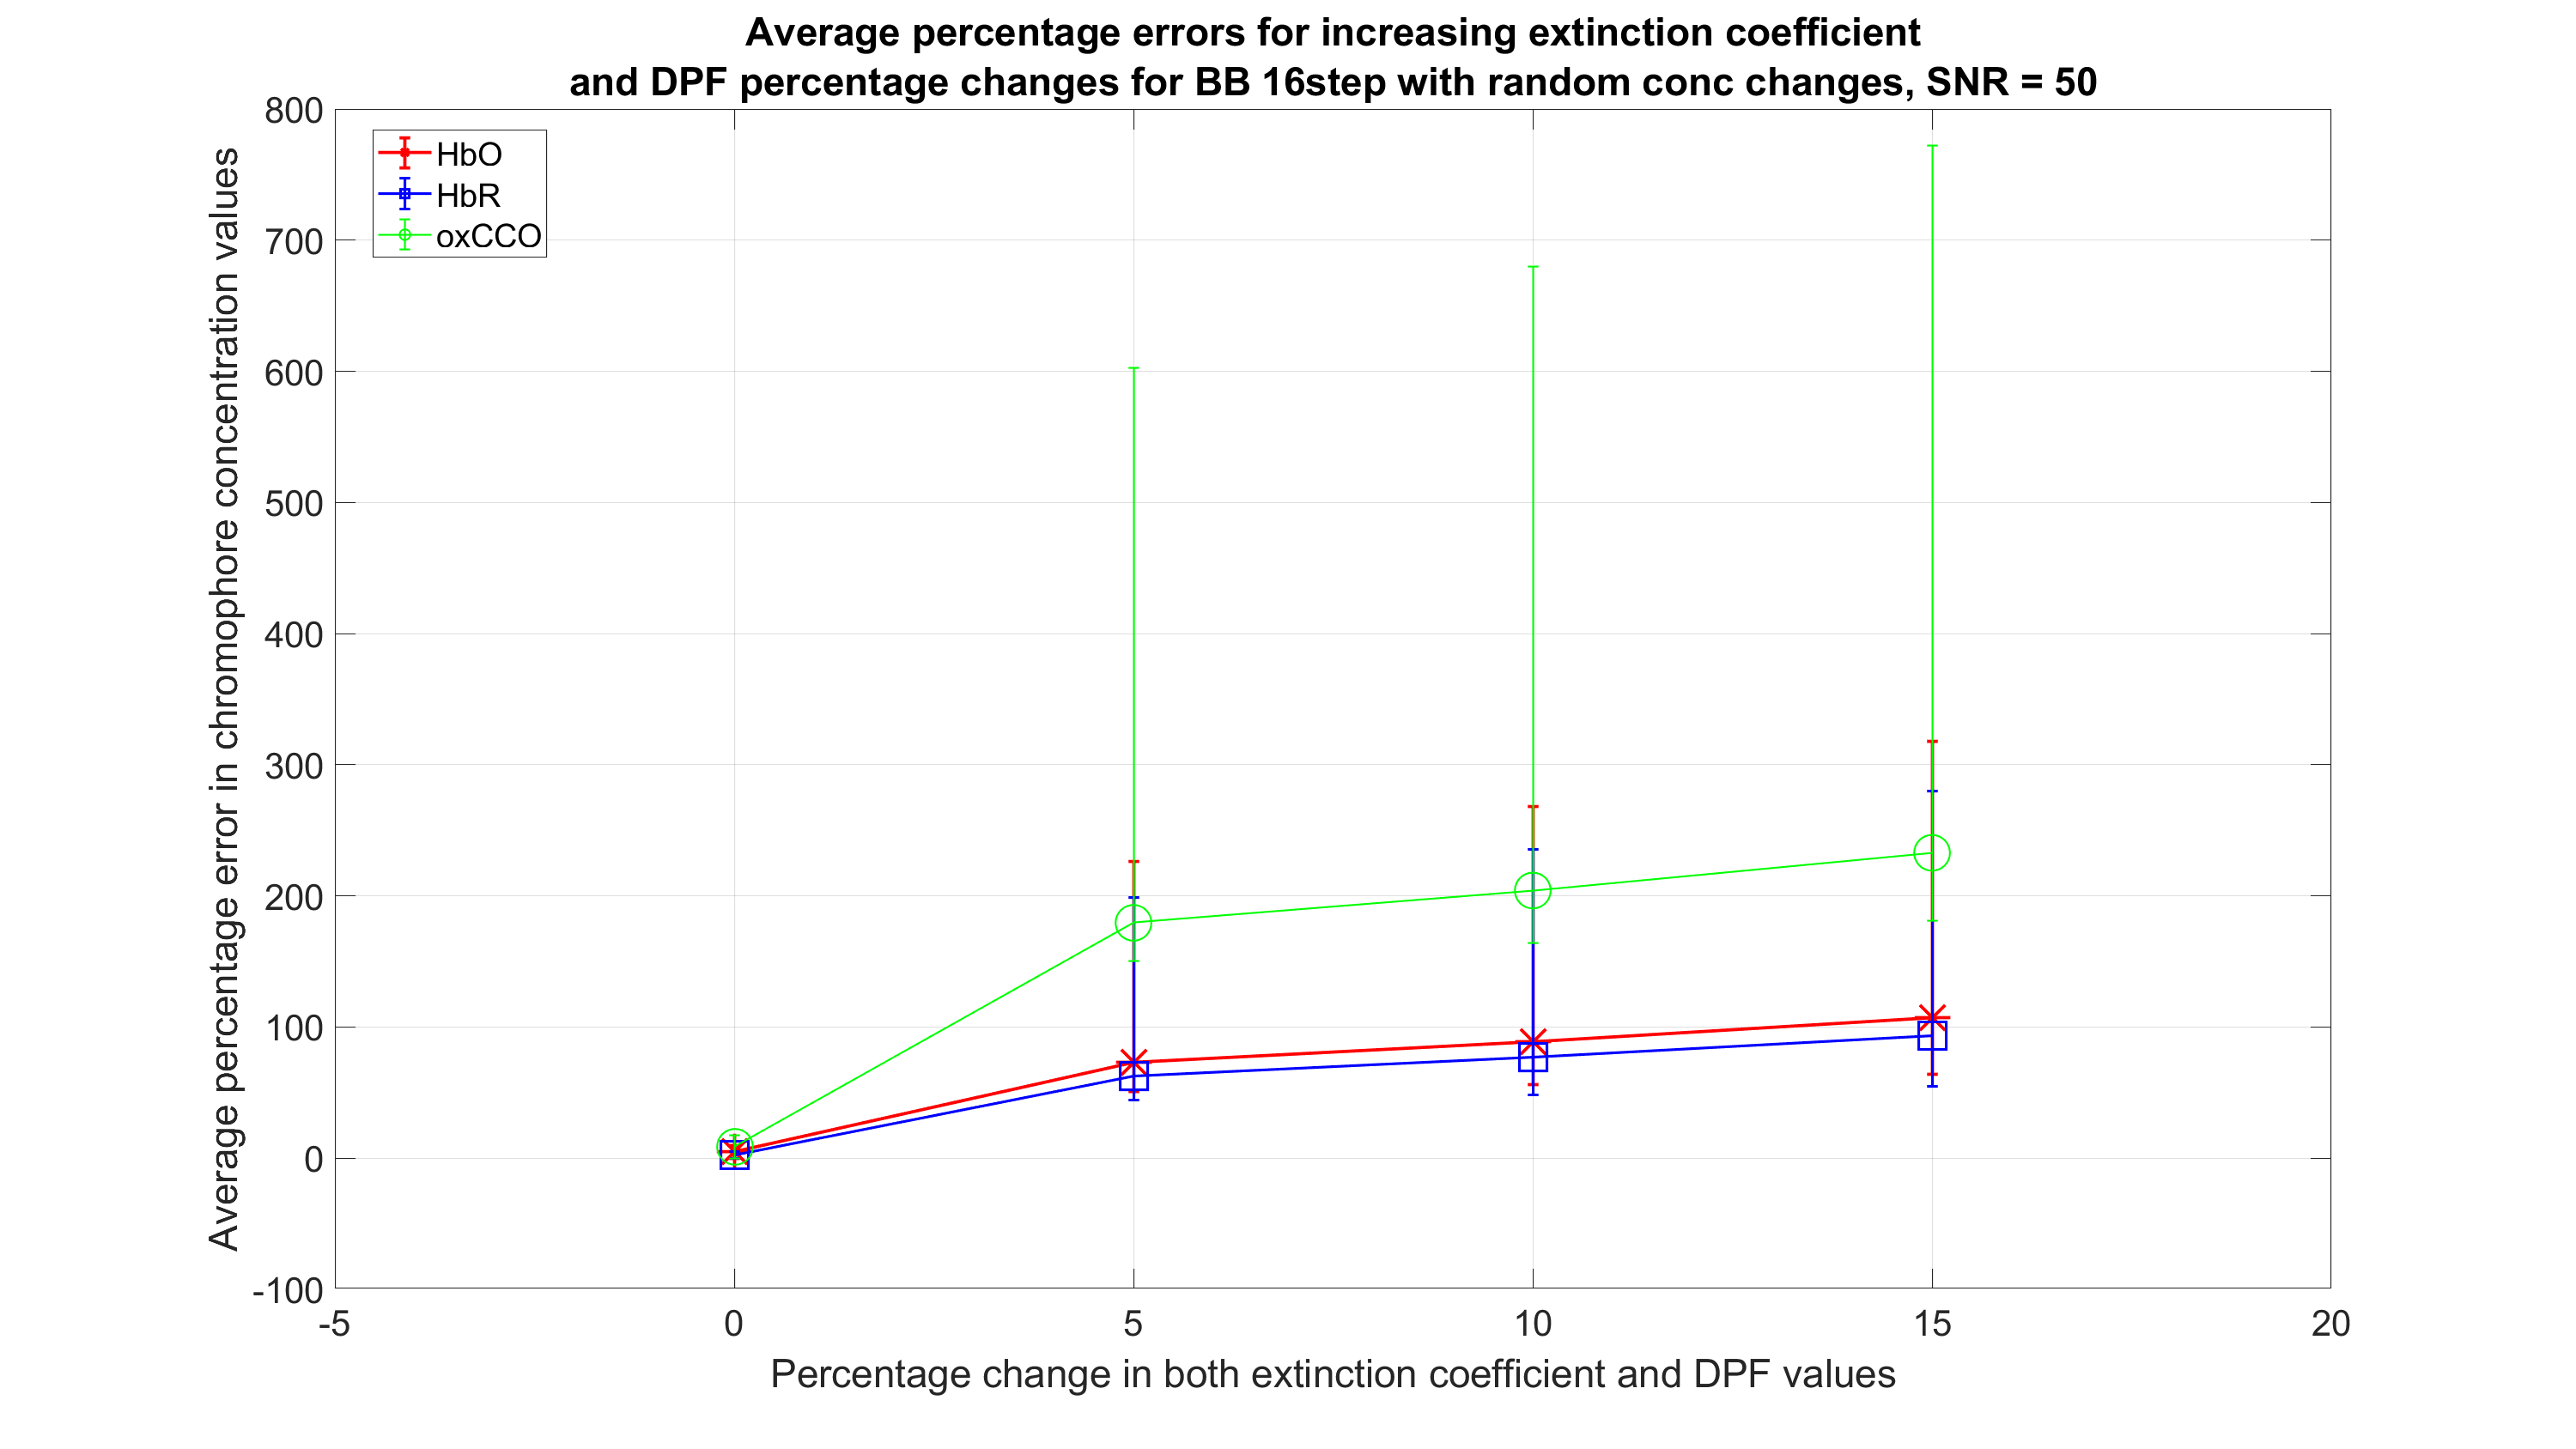 Average percentage errors for increasing extinction coefficient
and DPF percentage changes for BB 16step with random conc changes, SNR = 50
HbO
HbR
oxCCO
Average percentage error in chromophore concentration values
800
700
600
500
400
300
200
100
0
-100
-5
0
5
10
15
20
Percentage change in both extinction coefficient and DPF values